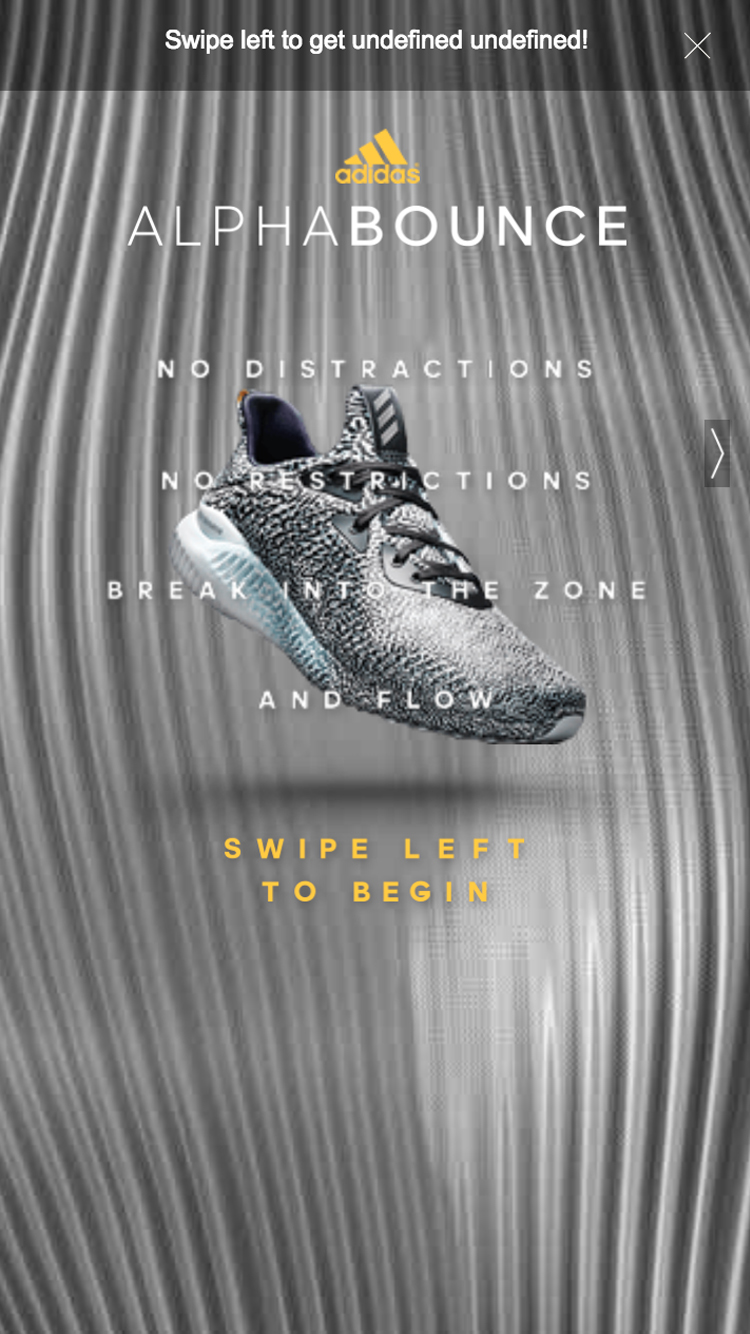 Swipe left to get undefined undefined!
adidas
ALPHABOUNCE
NO DISTRACTIONS
NO RESTRICTIONS
BREAK INTO THE ZONE
AND FLOW
SWIPE LEFT
TO BEGIN